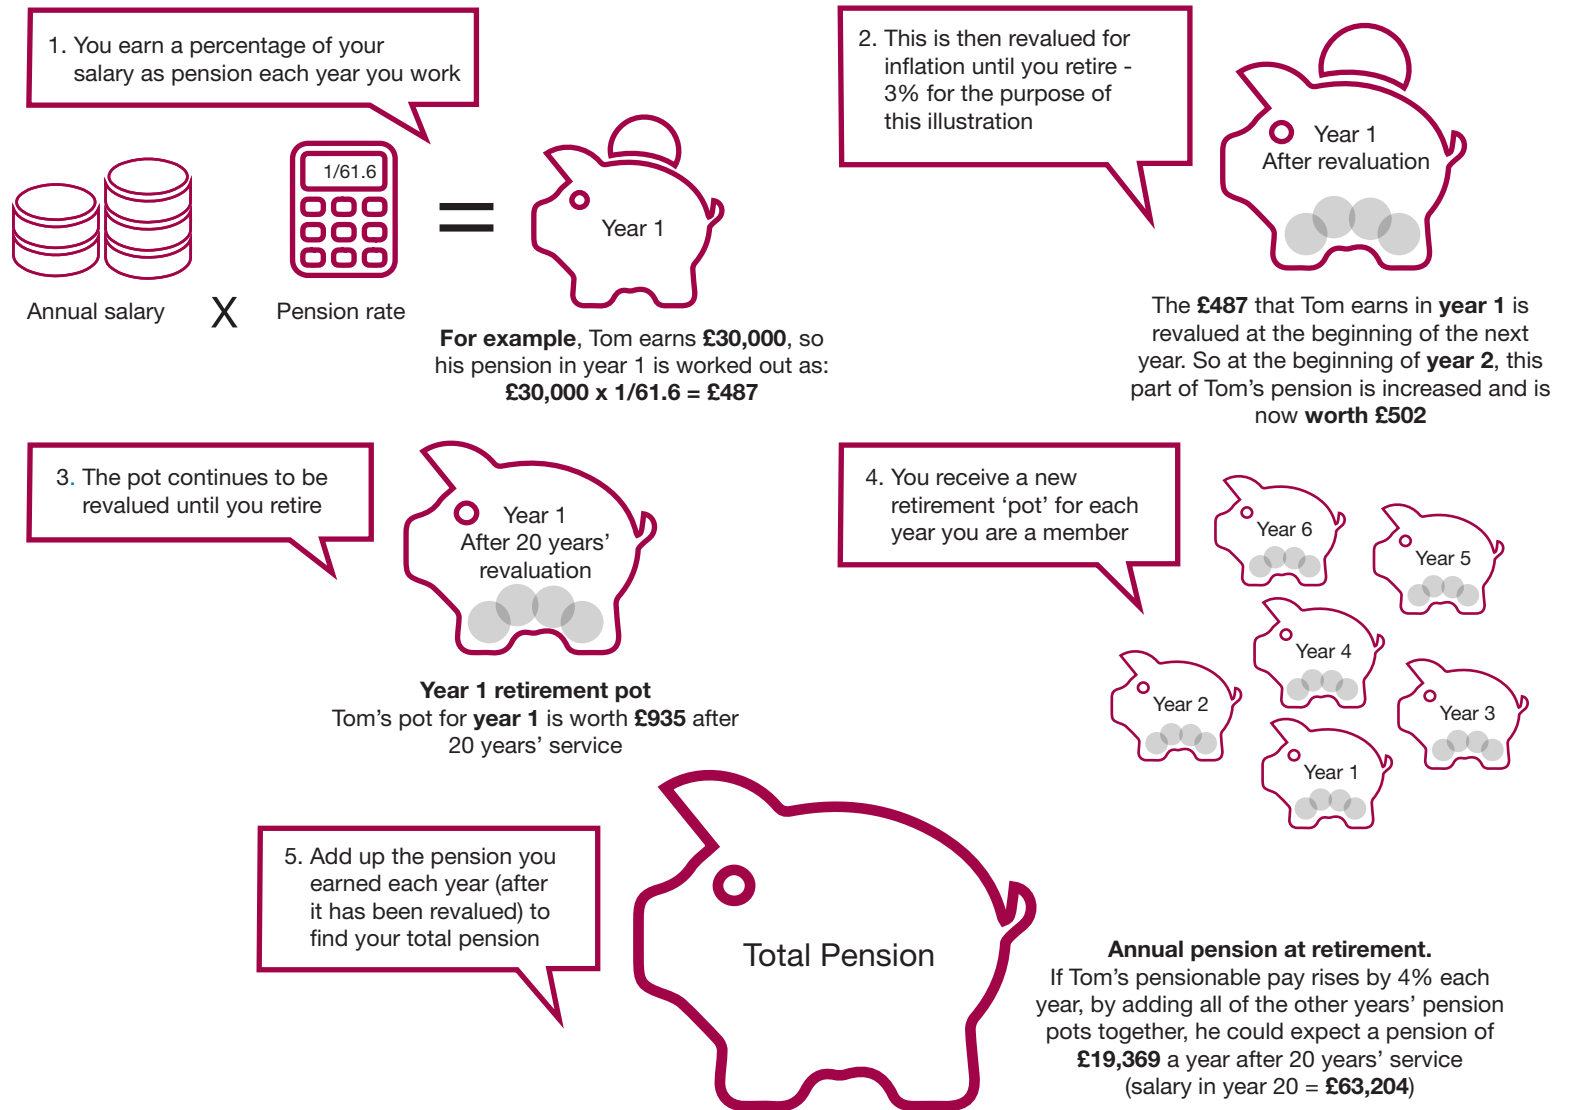 1. You earn a percentage of your
salary as pension each year you work
1/61.6
Annual salary
X
Pension rate
=
Year 1
For example, Tom earns £30,000, so
his pension in year 1 is worked out as:
£30,000 x 1/61.6 = £487
2. This is then revalued for
inflation until you retire -
3% for the purpose of
this illustration
Year 1
After revaluation
The £487 that Tom earns in year 1 is
revalued at the beginning of the next
year. So at the beginning of year 2, this
part of Tom’s pension is increased and is
now worth £502
3. The pot continues to be
revalued until you retire
Year 1
After 20 years’
revaluation
Year 1 retirement pot
Tom’s pot for year 1 is worth £935 after
20 years’ service
4. You receive a new
retirement ‘pot’ for each
year you are a member
Year 6
Year 5
Year 4
Year 2
Year 3
Year 1
5. Add up the pension you
earned each year (after
it has been revalued) to
find your total pension
Total Pension
Annual pension at retirement.
If Tom’s pensionable pay rises by 4% each
year, by adding all of the other years’ pension
pots together, he could expect a pension of
£19,369 a year after 20 years’ service
(salary in year 20 = £63,204)